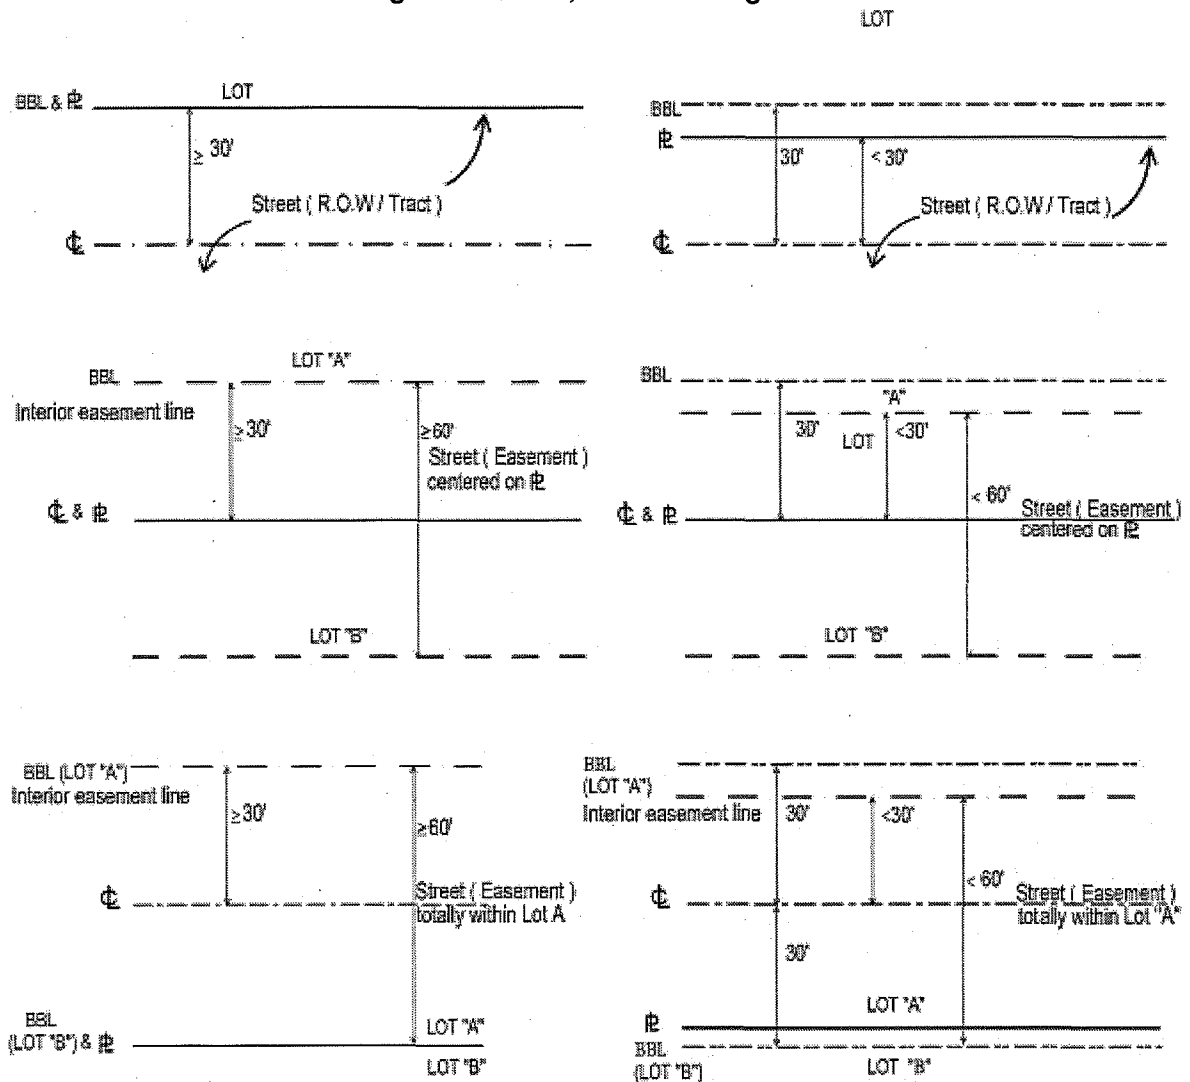 LOT
BBL & ⅊ LOT
≥ 30'
Street ( R.O.W / Tract )
℄
BBL
⅊
30' < 30'
Street ( R.O.W / Tract )
℄
LOT "A"
BBL
Interior easement line
≥30' ≥60'
Street ( Easement )
centered on ⅊
℄ & ⅊
LOT "B"
BBL
"A"
30' LOT <30'
< 60'
Street ( Easement )
centered on ⅊
℄ & ⅊
LOT "B"
BBL (LOT "A")
Interior easement line
≥30' ≥60'
℄ Street ( Easement )
totally within Lot A
BBL
(LOT "B") & ⅊
LOT "A"
LOT "B"
BBL
(LOT "A")
Interior easement line 30' <30'
< 60'
℄ Street ( Easement )
totally within Lot "A"
30'
LOT "A"
⅊
BBL
(LOT "B")
LOT "B"